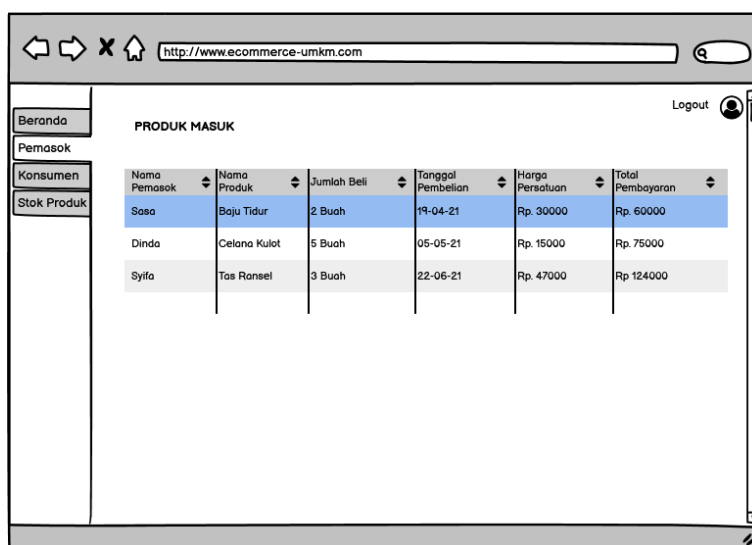 http://www.ecommerce-umkm.com
Logout
Beranda
Pemasok
Konsumen
Stok Produk
PRODUK MASUK
Nama Pemasok Nama Produk Jumlah Beli Tanggal Pembelian Harga Persatuan Total Pembayaran
Sasa Baju Tidur 2 Buah 19-04-21 Rp. 30000 Rp. 60000
Dinda Celana Kulot 5 Buah 05-05-21 Rp. 15000 Rp. 75000
Syifa Tas Ransel 3 Buah 22-06-21 Rp. 47000 Rp 124000